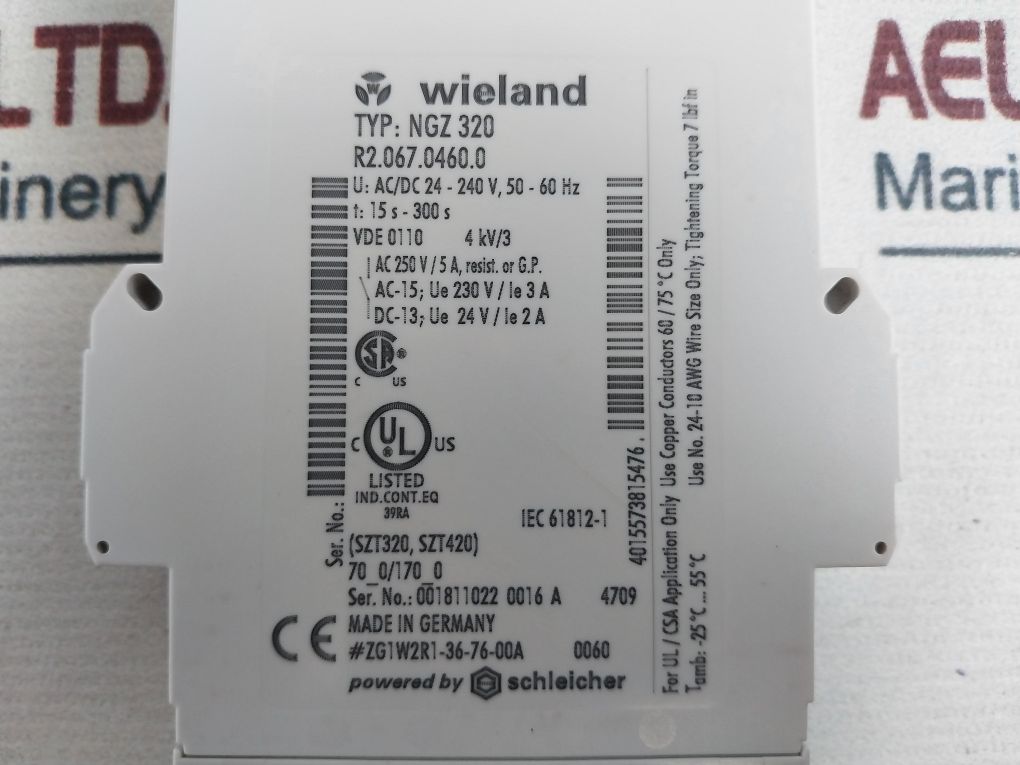 LTD.
inery
AEL
Mari
wieland
TYP: NGZ 320
R2.067.0460.0
U: AC/DC 24 - 240 V, 50 - 60 Hz
t: 15 s - 300 s
VDE 0110 4 kV/3
AC 250 V / 5 A, resist. or G.P.
AC-15; Ue 230 V / Ie 3 A
DC-13; Ue 24 V / Ie 2 A
CSA ®
C US
C UL ® US
LISTED
IND.CONT.EQ
39RA
IEC 61812-1
(SZT320, SZT420)
70_0/170_0
Ser. No.: 001811022 0016 A 4709
MADE IN GERMANY
CE #ZG1W2R1-36-76-00A 0060
powered by schleicher
Ser. No.:
4015573815476.
For UL / CSA Application Only Use Copper Conductors 60 / 75 °C Only
Tamb: -25°C ... 55°C Use No. 24-10 AWG Wire Size Only; Tightening Torque 7 lbf in